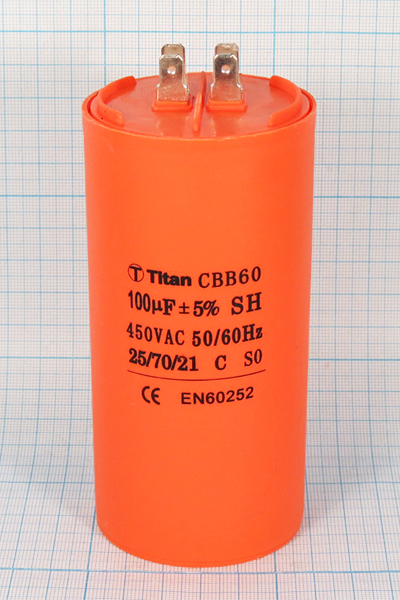 Titan CBB60
100µF ± 5% SH
450VAC 50/60Hz
25/70/21 C S0
CE EN60252